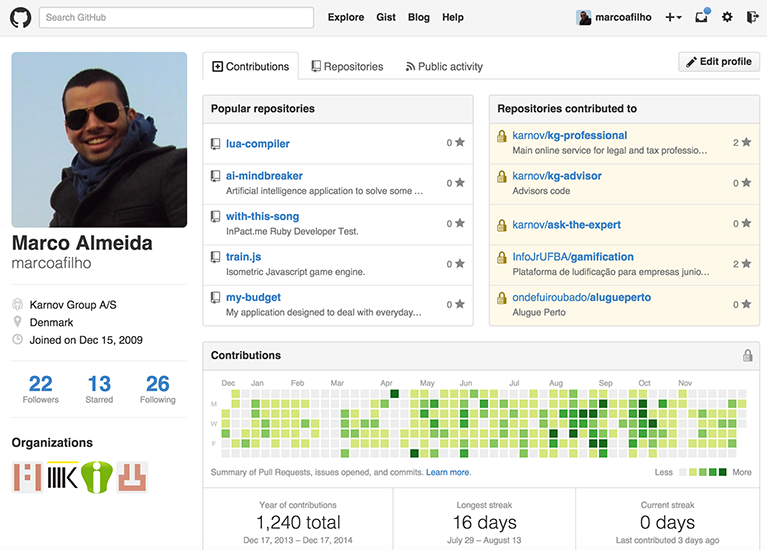 Search GitHub
Explore Gist Blog Help
marcoafilho
Contributions
Repositories
Public activity
Edit profile
Marco Almeida
marcoafilho
Karnov Group A/S
Denmark
Joined on Dec 15, 2009
22 13 26
Followers Starred Following
Organizations
Popular repositories
lua-compiler 0
ai-mindbreaker 0
Artificial intelligence application to solve some ...
with-this-song 0
InPact.me Ruby Developer Test.
train.js 0
Isometric Javascript game engine.
my-budget 0
My application designed to deal with everyday...
Repositories contributed to
karnov/kg-professional 2
Main online service for legal and tax professio...
karnov/kg-advisor 0
Advisors code
karnov/ask-the-expert 0
InfoJrUFBA/gamification 2
Plataforma de ludificação para empresas junio...
ondefuiroubado/alugueperto 0
Alugue Perto
Contributions
Dec Jan Feb Mar Apr May Jun Jul Aug Sep Oct Nov
M
W
F
Summary of Pull Requests, issues opened, and commits. Learn more. Less More
Year of contributions
1,240 total
Dec 17, 2013 – Dec 17, 2014
Longest streak
16 days
July 29 – August 13
Current streak
0 days
Last contributed 3 days ago